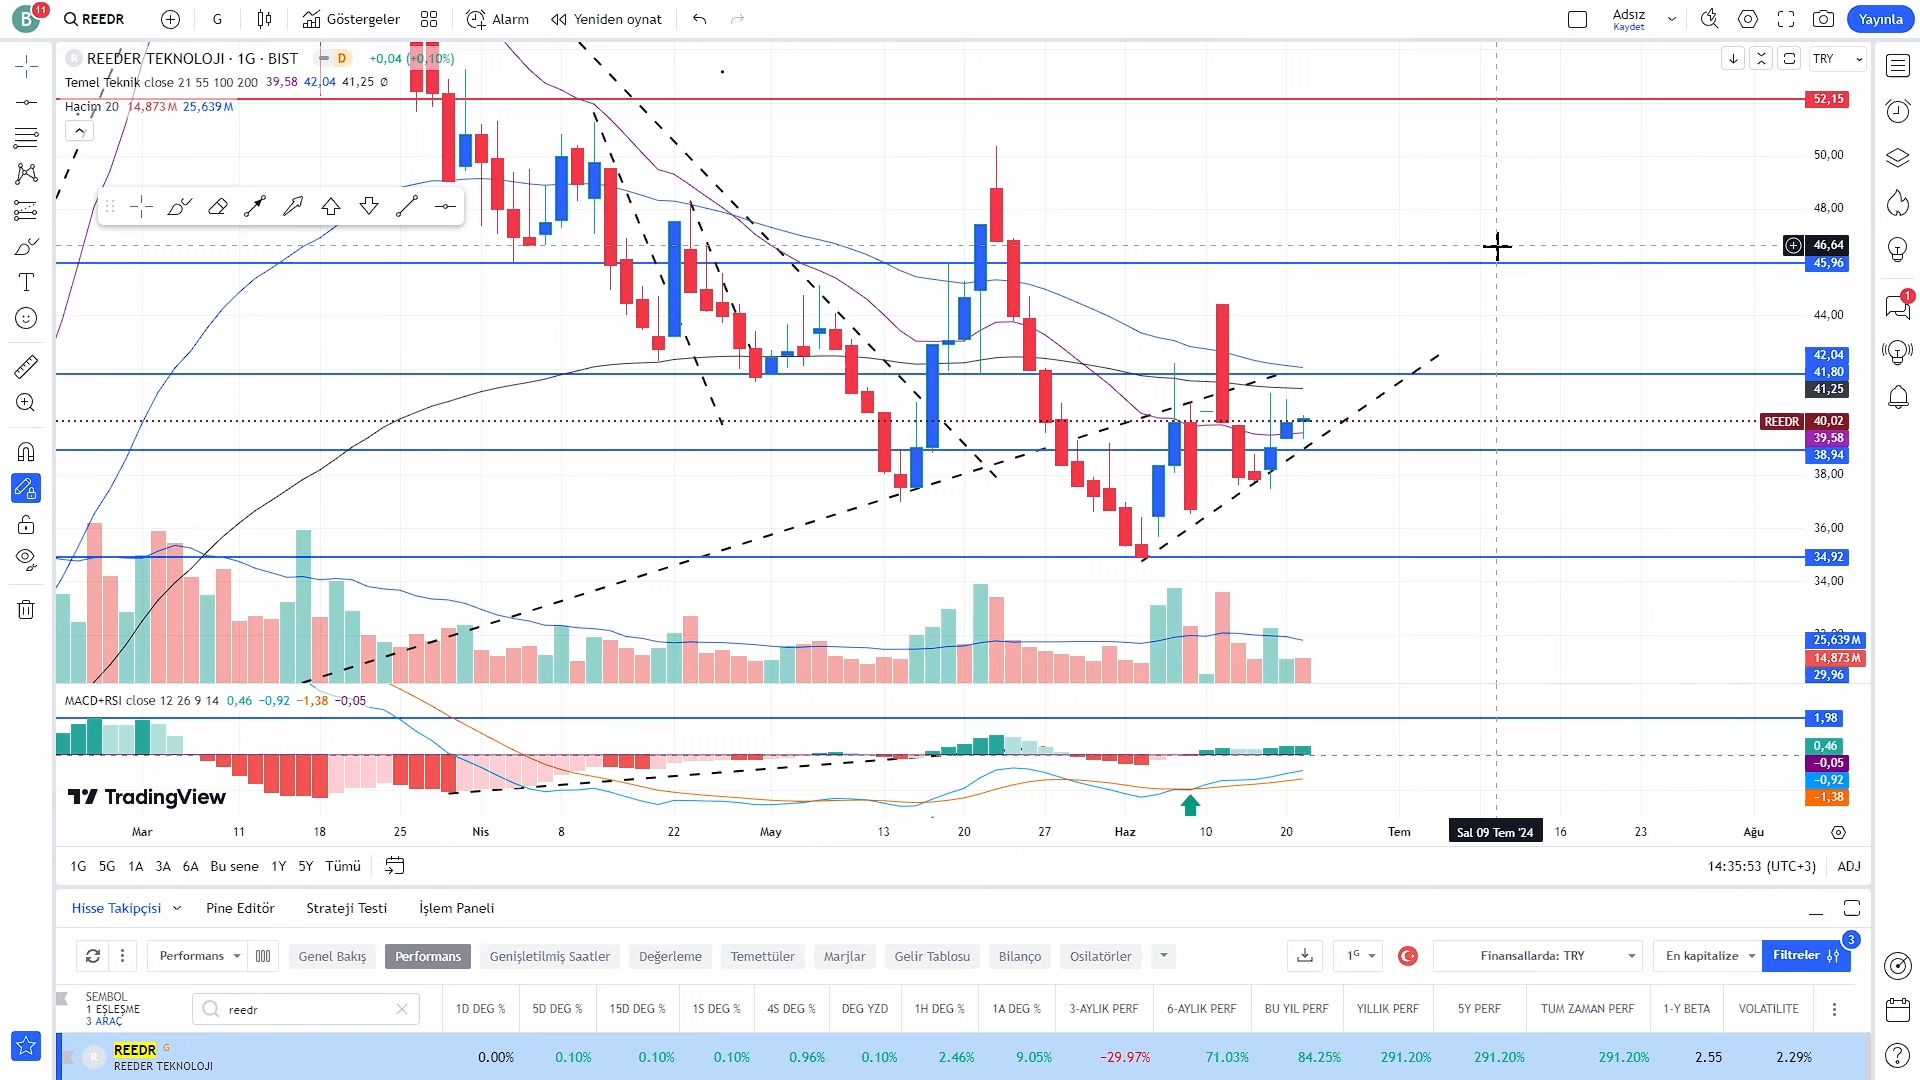 B 11 REEDR G Göstergeler Alarm Yeniden oynat Adsız Kaydet Yayınla
R REEDER TEKNOLOJI · 1G · BIST D +0,04 (+0,10%) TRY
Temel Teknik close 21 55 100 200 39,58 42,04 41,25 ∅
Hacim 20 14,873 M 25,639 M
52,15
50,00
48,00
46,64
45,96
44,00
42,04
41,80
41,25
REEDR 40,02
39,58
38,94
38,00
36,00
34,92
34,00
25,639 M
14,873 M
29,96
MACD+RSI close 12 26 9 14 0,46 −0,92 −1,38 −0,05
1,98
0,46
−0,05
−0,92
−1,38
TradingView
Mar 11 18 25 Nis 8 22 May 13 20 27 Haz 10 20 Tem Sal 09 Tem '24 16 23 Ağu
1G 5G 1A 3A 6A Bu sene 1Y 5Y Tümü 14:35:53 (UTC+3) ADJ
Hisse Takipçisi Pine Editör Strateji Testi İşlem Paneli
Performans Genel Bakış Performans Genişletilmiş Saatler Değerleme Temettüler Marjlar Gelir Tablosu Bilanço Osilatörler 1G Finansallarda: TRY En kapitalize Filtreler 3
SEMBOL
1 EŞLEŞME
3 ARAÇ
reedr
1D DEG % 5D DEG % 15D DEG % 1S DEĞ % 4S DEĞ % DEĞ YZD 1H DEĞ % 1A DEĞ % 3-AYLIK PERF 6-AYLIK PERF BU YIL PERF YILLIK PERF 5Y PERF TUM ZAMAN PERF 1-Y BETA VOLATILITE
R REEDR G
REEDER TEKNOLOJI
0.00% 0.10% 0.10% 0.10% 0.96% 0.10% 2.46% 9.05% −29.97% 71.03% 84.25% 291.20% 291.20% 291.20% 2.55 2.29%
1